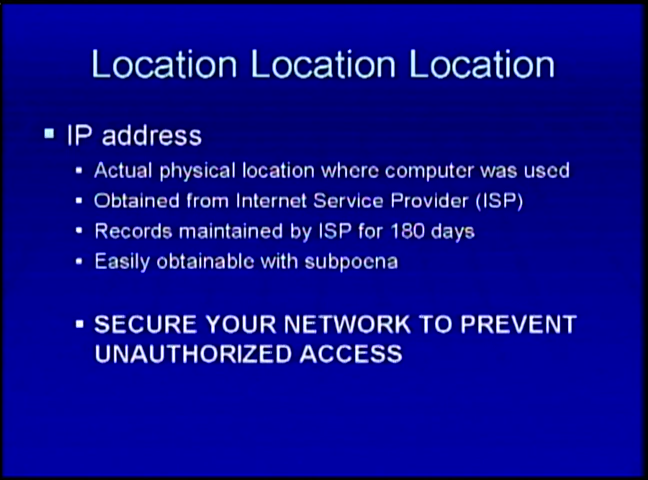 Location Location Location
IP address
Actual physical location where computer was used
Obtained from Internet Service Provider (ISP)
Records maintained by ISP for 180 days
Easily obtainable with subpoena
SECURE YOUR NETWORK TO PREVENT
UNAUTHORIZED ACCESS